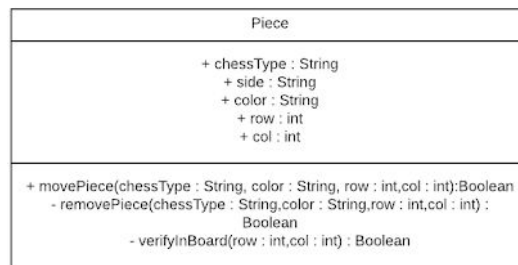 Piece
+ chessType : String
+ side : String
+ color : String
+ row : int
+ col : int
+ movePiece(chessType : String, color : String, row : int,col : int):Boolean
- removePiece(chessType : String,color : String,row : int,col : int) :
Boolean
- verifyInBoard(row : int,col : int) : Boolean